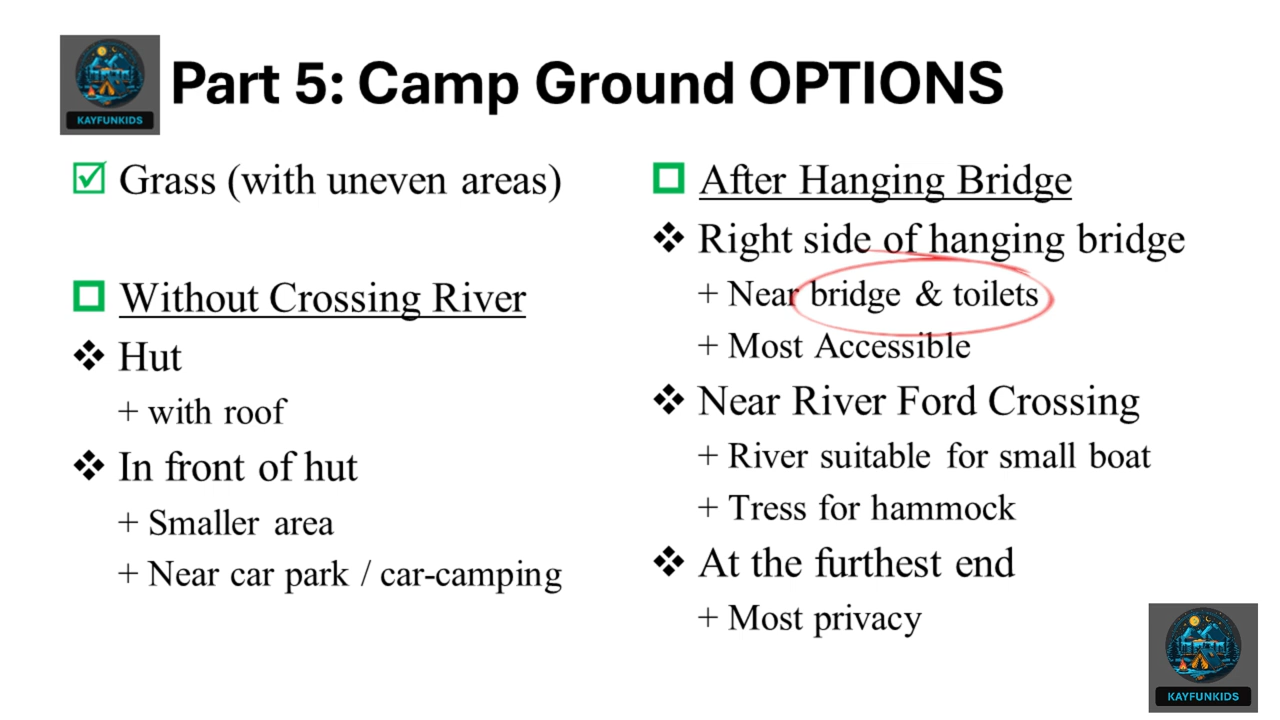 Part 5: Camp Ground OPTIONS
KAYFUNKIDS
Grass (with uneven areas)
Without Crossing River
Hut
+ with roof
In front of hut
+ Smaller area
+ Near car park / car-camping
After Hanging Bridge
Right side of hanging bridge
+ Near bridge & toilets
+ Most Accessible
Near River Ford Crossing
+ River suitable for small boat
+ Tress for hammock
At the furthest end
+ Most privacy
KAYFUNKIDS